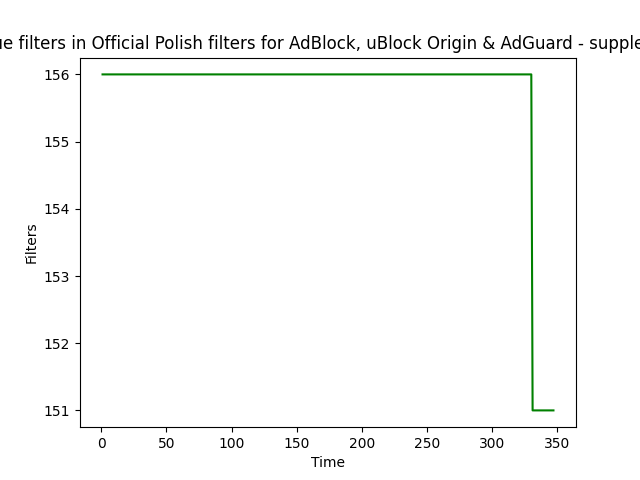 ue filters in Official Polish filters for AdBlock, uBlock Origin & AdGuard - supple
156
155
154
153
152
151
Filters
0 50 100 150 200 250 300 350
Time